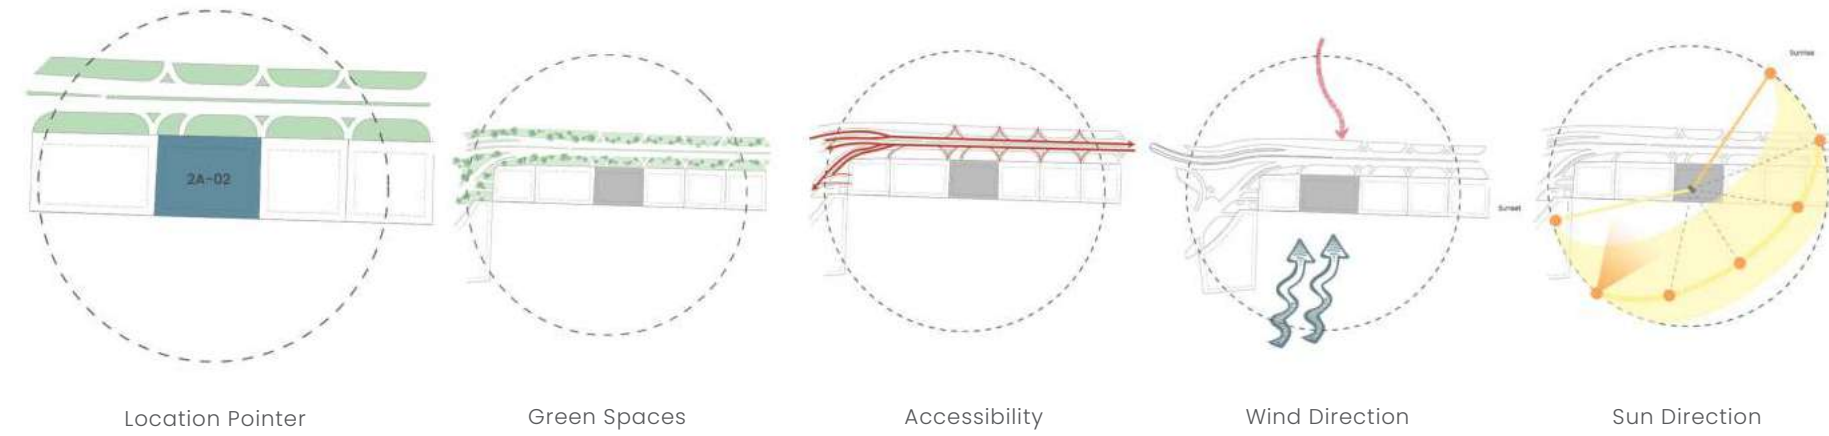 Sunrise
2A-02
Sunset
Location Pointer
Green Spaces
Accessibility
Wind Direction
Sun Direction